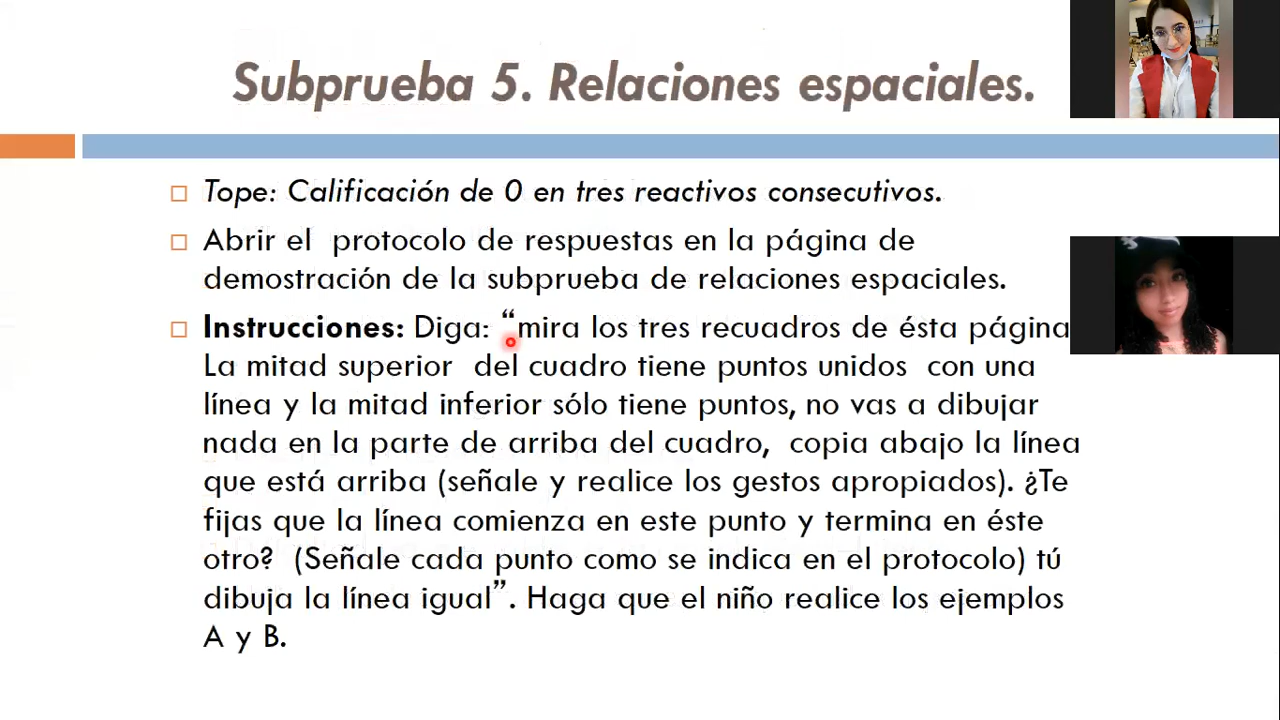 Subprueba 5. Relaciones espaciales.
Tope: Calificación de 0 en tres reactivos consecutivos.
Abrir el protocolo de respuestas en la página de
demostración de la subprueba de relaciones espaciales.
Instrucciones: Diga: “mira los tres recuadros de ésta página
La mitad superior del cuadro tiene puntos unidos con una
línea y la mitad inferior sólo tiene puntos, no vas a dibujar
nada en la parte de arriba del cuadro, copia abajo la línea
que está arriba (señale y realice los gestos apropiados). ¿Te
fijas que la línea comienza en este punto y termina en éste
otro? (Señale cada punto como se indica en el protocolo) tú
dibuja la línea igual”. Haga que el niño realice los ejemplos
A y B.